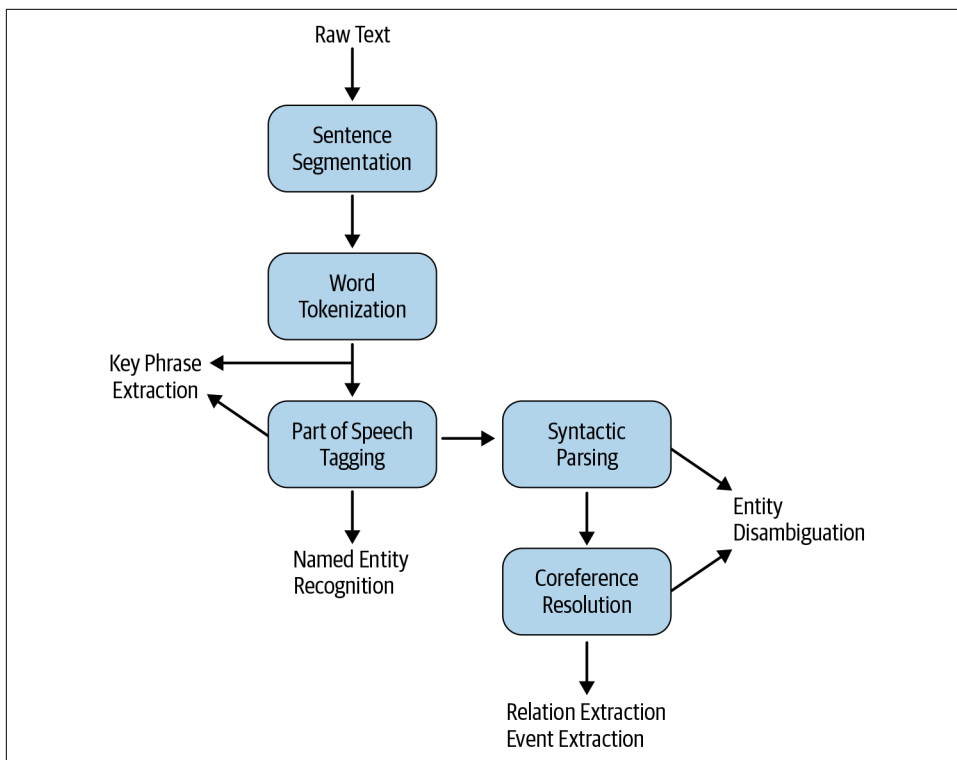 Raw Text
Sentence
Segmentation
Word
Tokenization
Key Phrase
Extraction
Part of Speech
Tagging
Syntactic
Parsing
Named Entity
Recognition
Entity
Disambiguation
Coreference
Resolution
Relation Extraction
Event Extraction